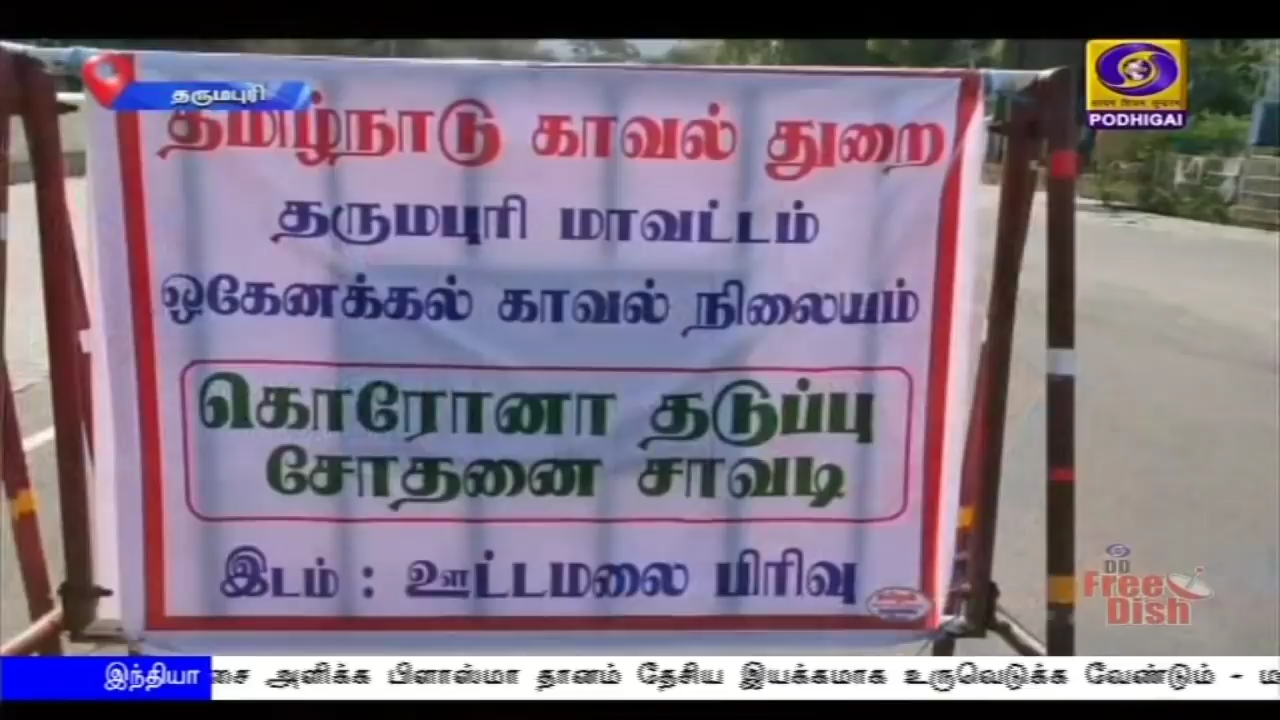 தருமபுரி
PODHIGAI
தமிழ்நாடு காவல் துறை
தருமபுரி மாவட்டம்
ஒகேனக்கல் காவல் நிலையம்
கொரோனா தடுப்பு
சோதனை சாவடி
இடம் : ஊட்டமலை பிரிவு
DD
Free Dish
இந்தியா
சை அளிக்க பிளாஸ்மா தானம் தேசிய இயக்கமாக உருவெடுக்க வேண்டும் - ம